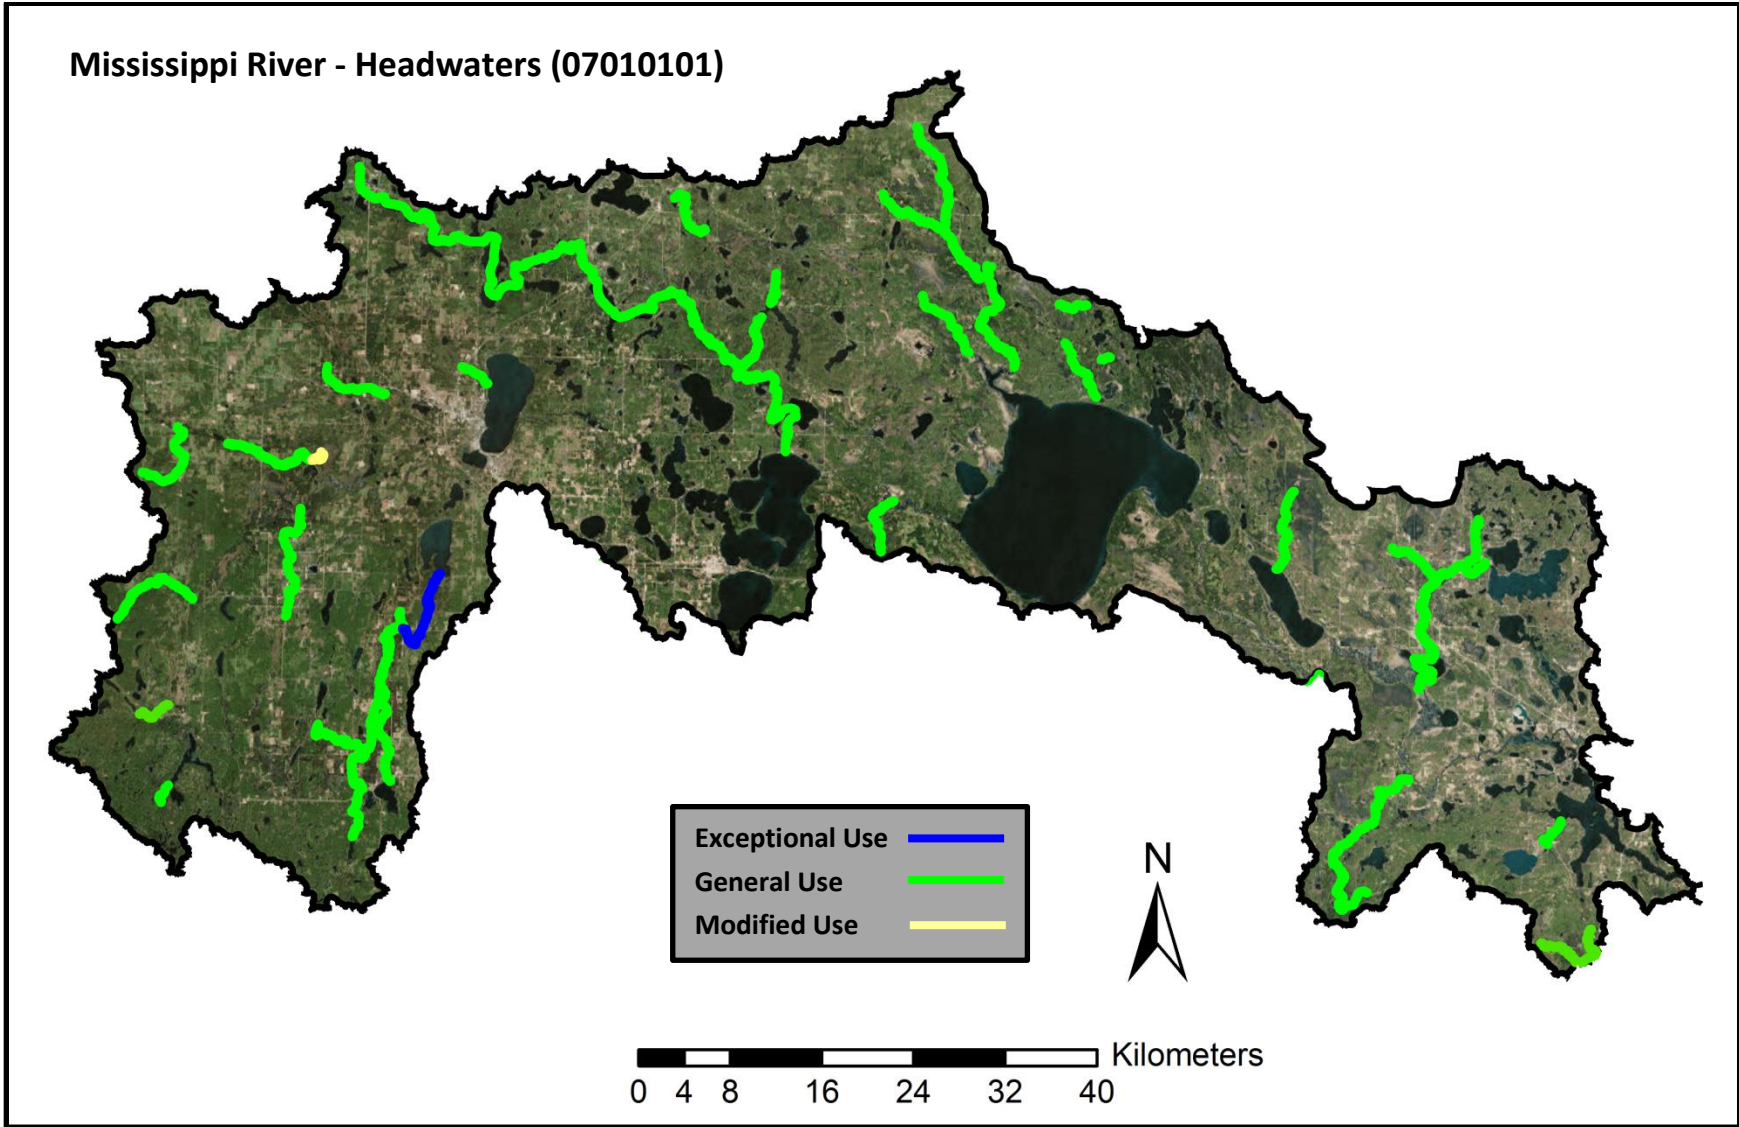 Mississippi River - Headwaters (07010101)
Exceptional Use
General Use
Modified Use
N
Kilometers
0 4 8 16 24 32 40